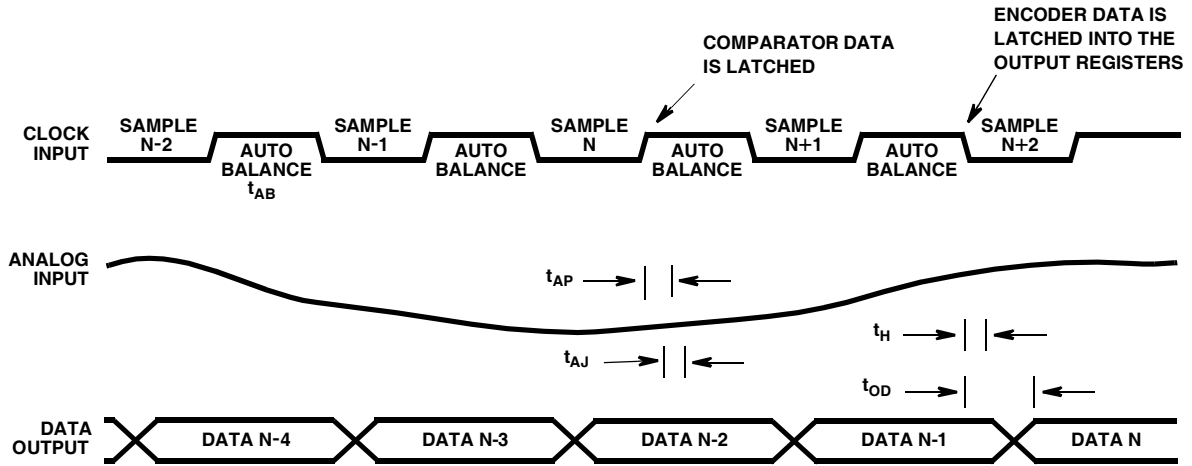 COMPARATOR DATA
IS LATCHED
ENCODER DATA IS
LATCHED INTO THE
OUTPUT REGISTERS
CLOCK
INPUT
SAMPLE
N-2
AUTO
BALANCE
tAB
SAMPLE
N-1
AUTO
BALANCE
SAMPLE
N
AUTO
BALANCE
SAMPLE
N+1
AUTO
BALANCE
SAMPLE
N+2
ANALOG
INPUT
tAP
tAJ
tH
tOD
DATA
OUTPUT
DATA N-4
DATA N-3
DATA N-2
DATA N-1
DATA N